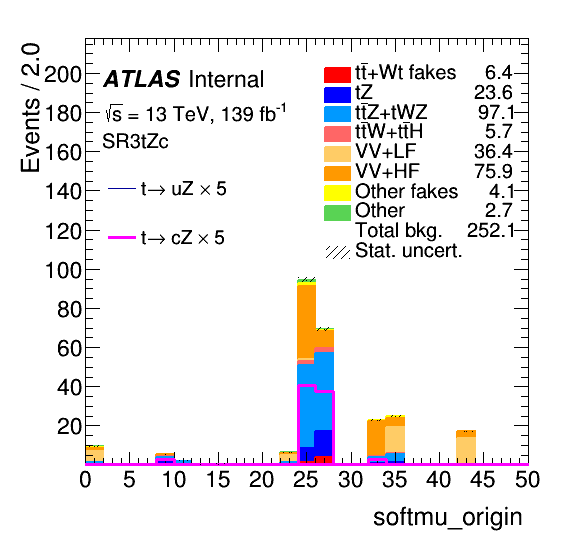 Events / 2.0
ATLAS Internal
√s = 13 TeV, 139 fb⁻¹
SR3tZc
t→ uZ × 5
t→ cZ × 5
tt̄+Wt fakes 6.4
tZ 23.6
tt̄Z+tWZ 97.1
tt̄W+tt̄H 5.7
VV+LF 36.4
VV+HF 75.9
Other fakes 4.1
Other 2.7
Total bkg. 252.1
Stat. uncert.
200
180
160
140
120
100
80
60
40
20
0 5 10 15 20 25 30 35 40 45 50
softmu_origin